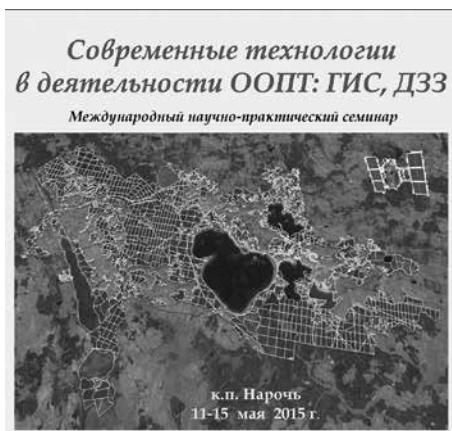 Современные технологии
в деятельности ООПТ: ГИС, ДЗЗ
Международный научно-практический семинар
к.п. Нарочь
11-15 мая 2015 г.